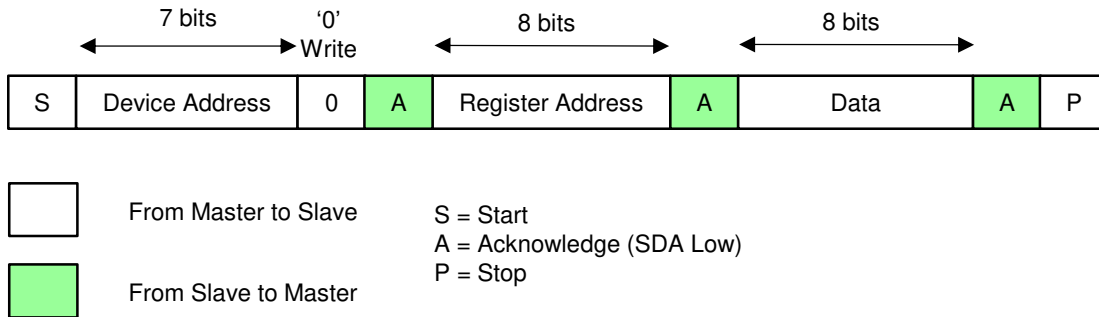 7 bits
‘0’
Write
8 bits
8 bits
S Device Address 0 A Register Address A Data A P
From Master to Slave
S = Start
A = Acknowledge (SDA Low)
P = Stop
From Slave to Master